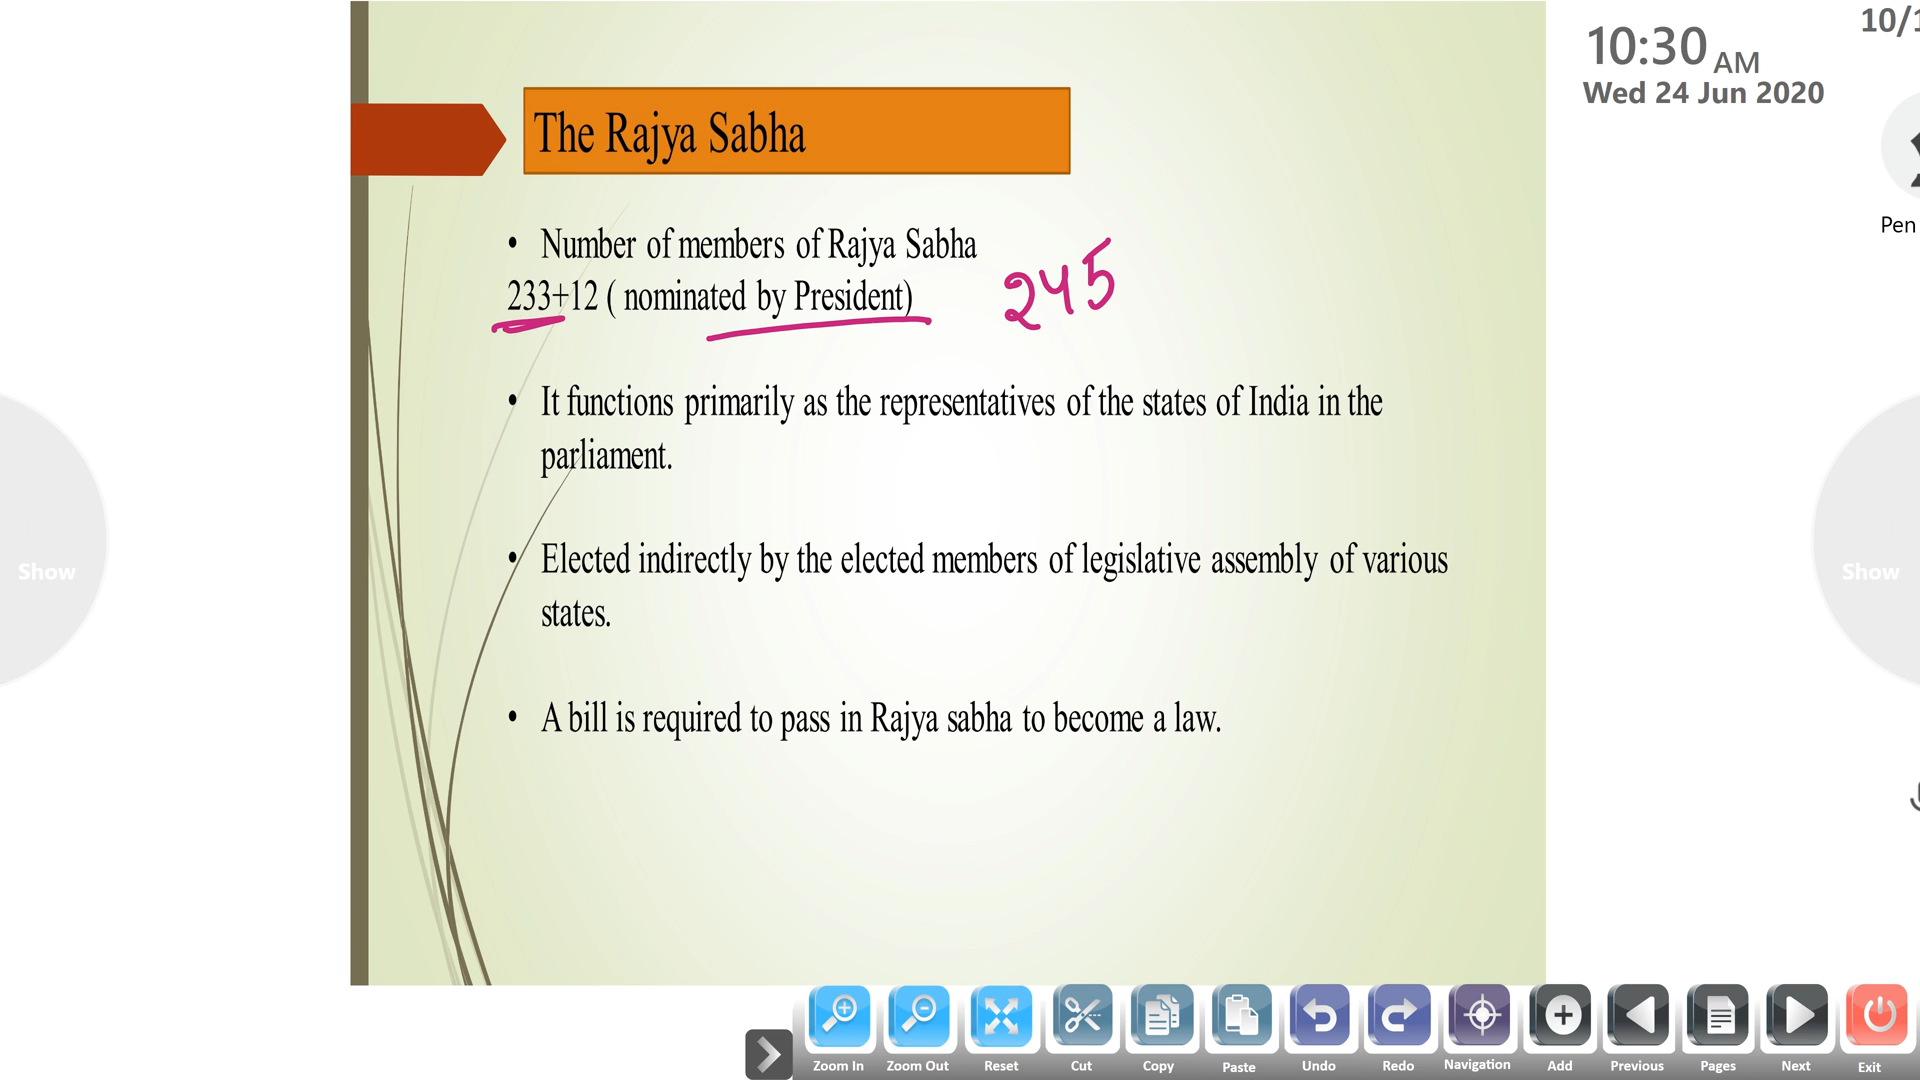 The Rajya Sabha
• Number of members of Rajya Sabha
233+12 ( nominated by President)
245
• It functions primarily as the representatives of the states of India in the
parliament.
• Elected indirectly by the elected members of legislative assembly of various
states.
• A bill is required to pass in Rajya sabha to become a law.
10:30 AM
Wed 24 Jun 2020
10/1
Pen
Show
Show
Zoom In Zoom Out Reset Cut Copy Paste Undo Redo Navigation Add Previous Pages Next Exit